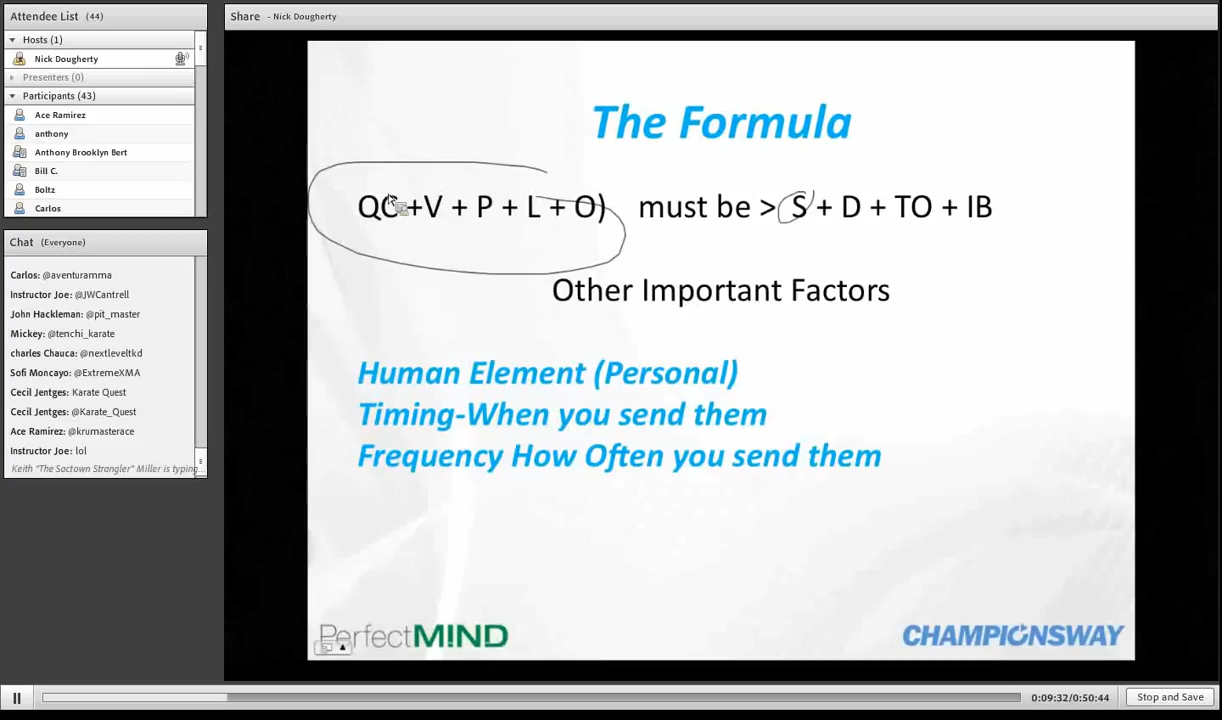 Attendee List (44)
Hosts (1)
Nick Dougherty
Presenters (0)
Participants (43)
Ace Ramirez
anthony
Anthony Brooklyn Bert
Bill C.
Boltz
Carlos
Chat (Everyone)
Carlos: @aventuramma
Instructor Joe: @JWCantrell
John Hackleman: @pit_master
Mickey: @tenchi_karate
charles Chauca: @nextleveltkd
Sofi Moncayo: @ExtremeXMA
Cecil Jentges: Karate Quest
Cecil Jentges: @Karate_Quest
Ace Ramirez: @krumasterace
Instructor Joe: lol
Keith "The Sactown Strangler" Miller is typing...
Share - Nick Dougherty
The Formula
QC +V + P + L + O) must be > S + D + TO + IB
Other Important Factors
Human Element (Personal)
Timing-When you send them
Frequency How Often you send them
PerfectMIND
CHAMPIONSWAY
0:09:32/0:50:44
Stop and Save